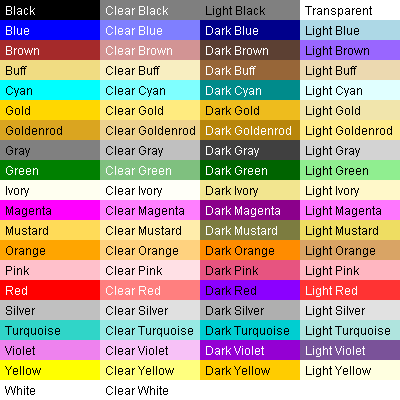 Black Clear Black Light Black Transparent
Blue Clear Blue Dark Blue Light Blue
Brown Clear Brown Dark Brown Light Brown
Buff Clear Buff Dark Buff Light Buff
Cyan Clear Cyan Dark Cyan Light Cyan
Gold Clear Gold Dark Gold Light Gold
Goldenrod Clear Goldenrod Dark Goldenrod Light Goldenrod
Gray Clear Gray Dark Gray Light Gray
Green Clear Green Dark Green Light Green
Ivory Clear Ivory Dark Ivory Light Ivory
Magenta Clear Magenta Dark Magenta Light Magenta
Mustard Clear Mustard Dark Mustard Light Mustard
Orange Clear Orange Dark Orange Light Orange
Pink Clear Pink Dark Pink Light Pink
Red Clear Red Dark Red Light Red
Silver Clear Silver Dark Silver Light Silver
Turquoise Clear Turquoise Dark Turquoise Light Turquoise
Violet Clear Violet Dark Violet Light Violet
Yellow Clear Yellow Dark Yellow Light Yellow
White Clear White